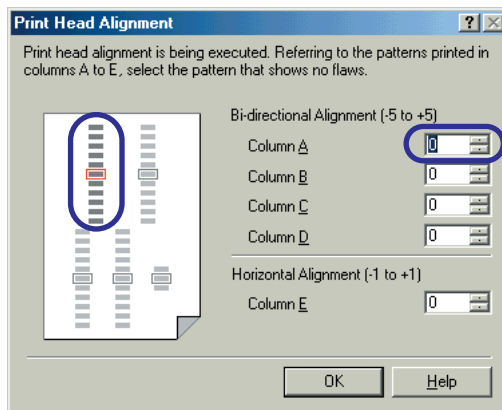 Print Head Alignment
Print head alignment is being executed. Referring to the patterns printed in
columns A to E, select the pattern that shows no flaws.
Bi-directional Alignment (-5 to +5)
Column A 0
Column B 0
Column C 0
Column D 0
Horizontal Alignment (-1 to +1)
Column E 0
OK Help